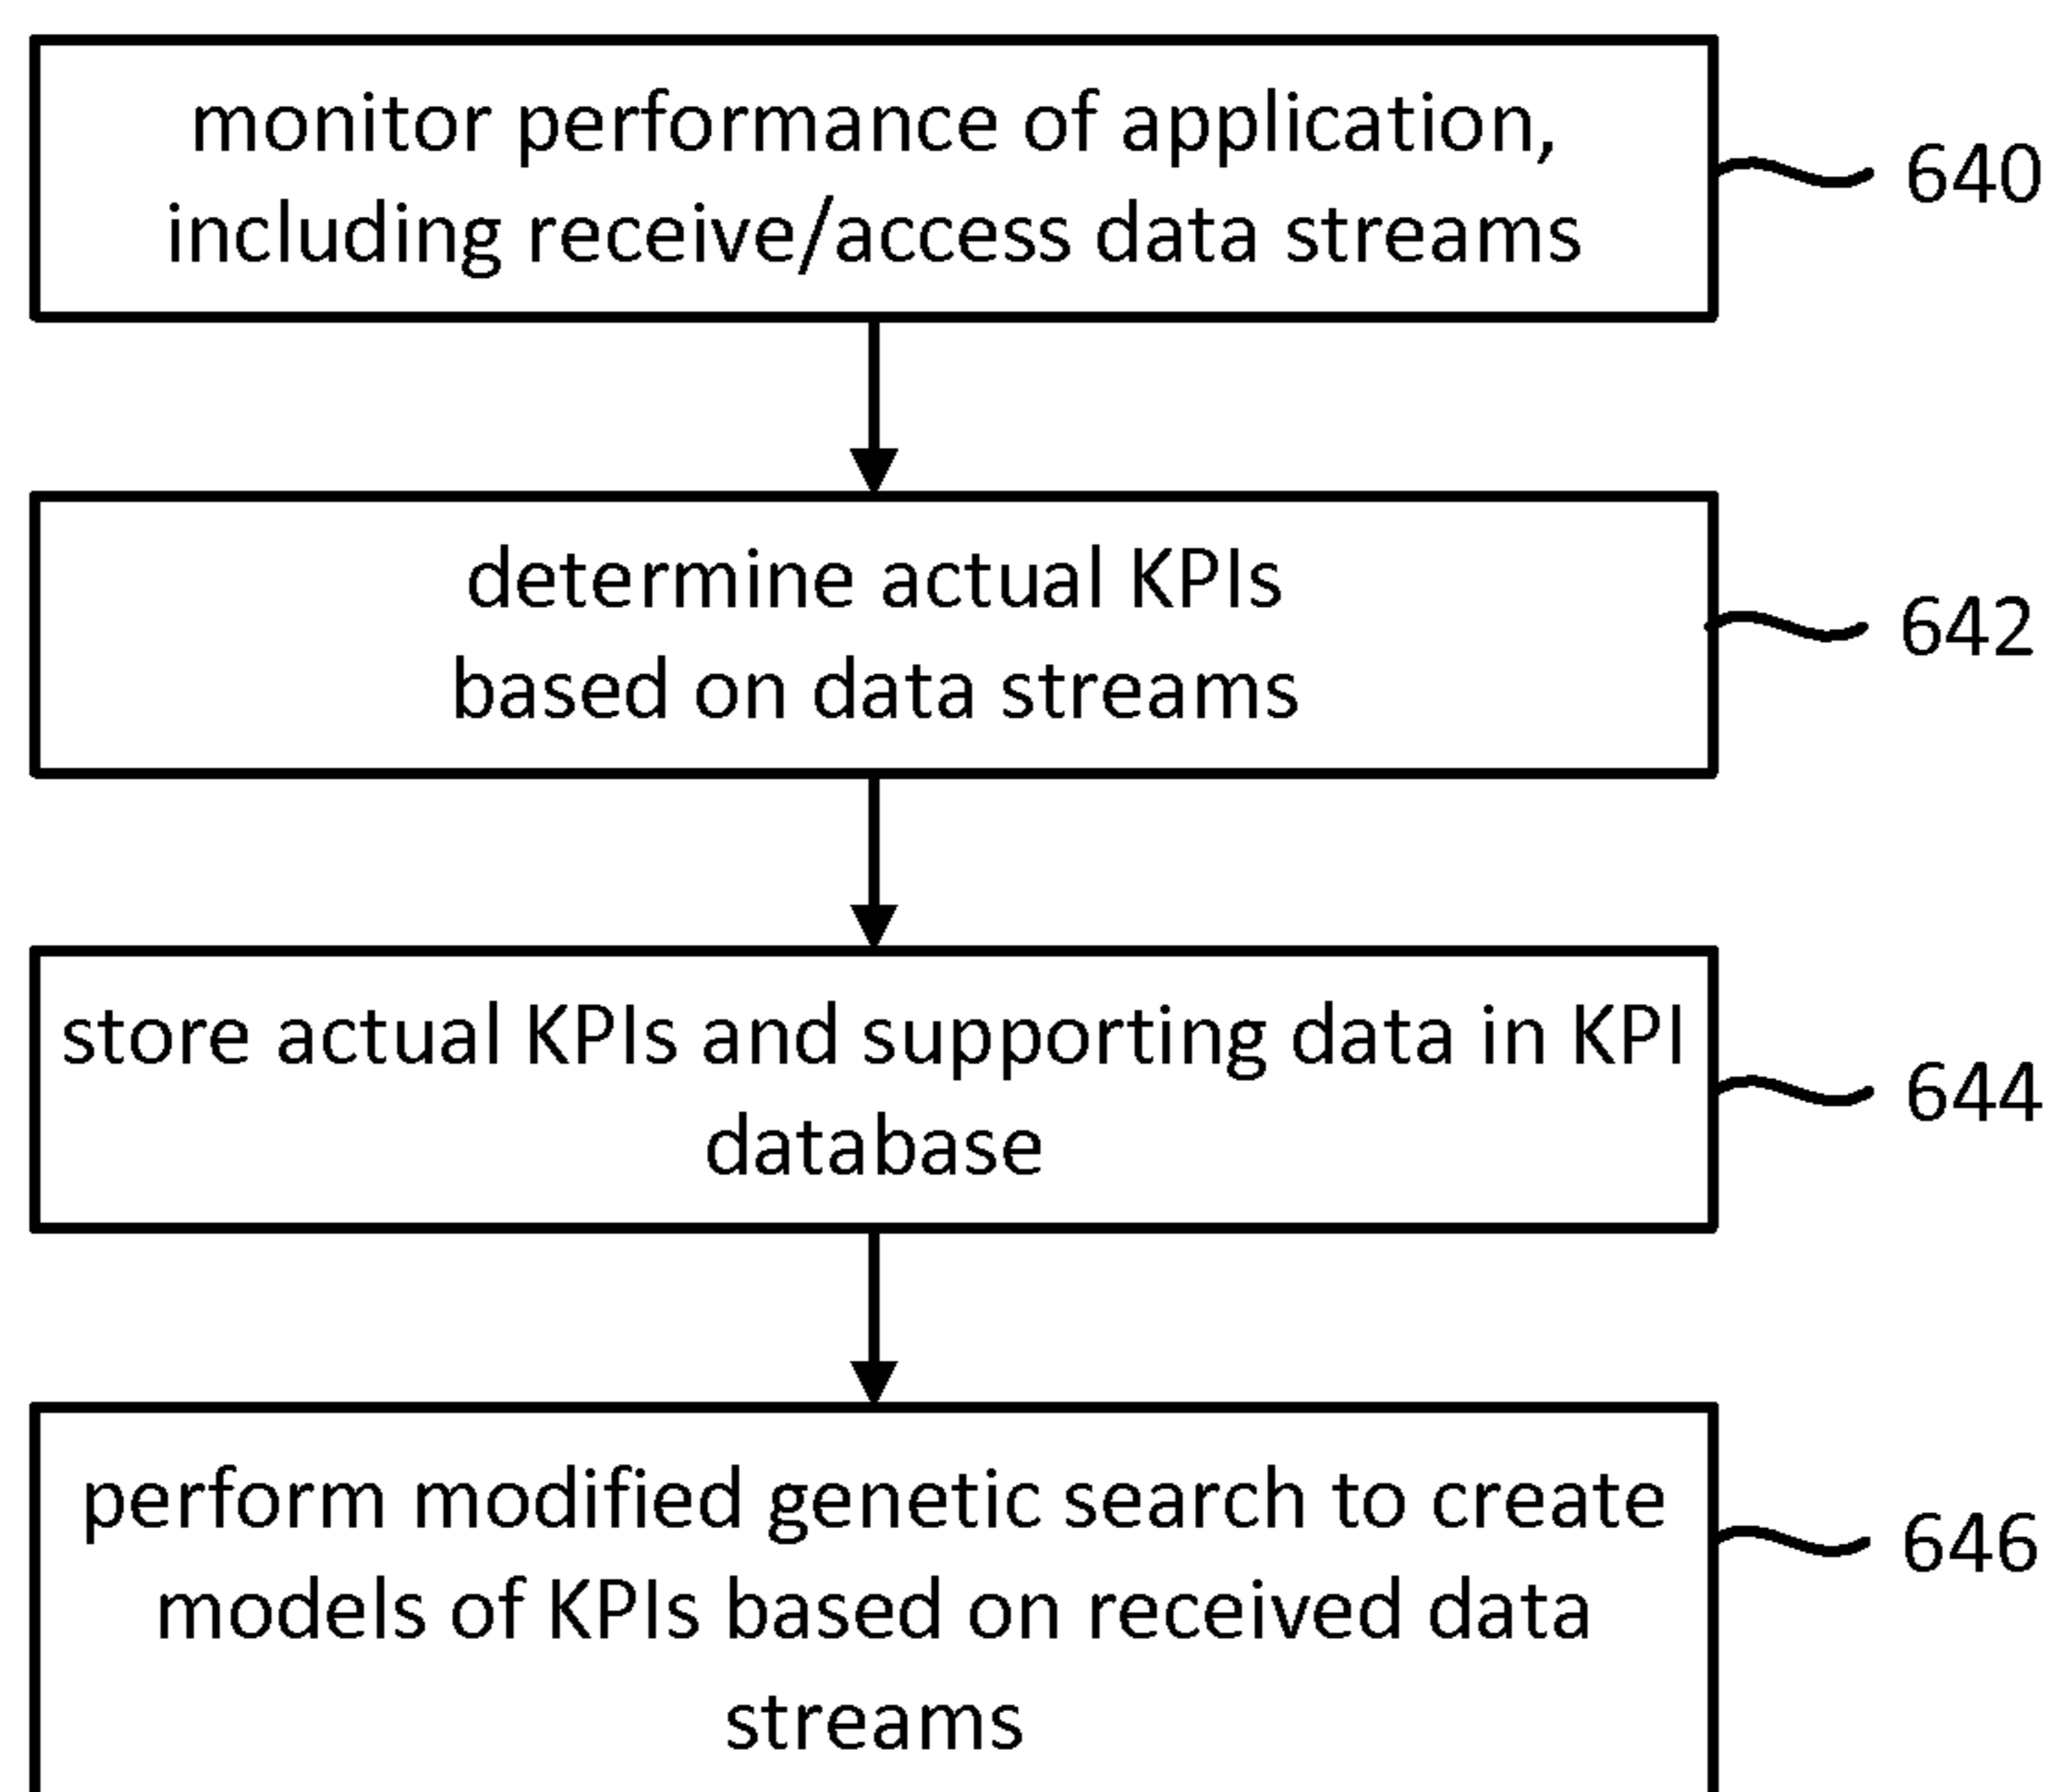 monitor performance of application,
including receive/access data streams
640
determine actual KPIs
based on data streams
642
store actual KPIs and supporting data in KPI
database
644
perform modified genetic search to create
models of KPIs based on received data
streams
646